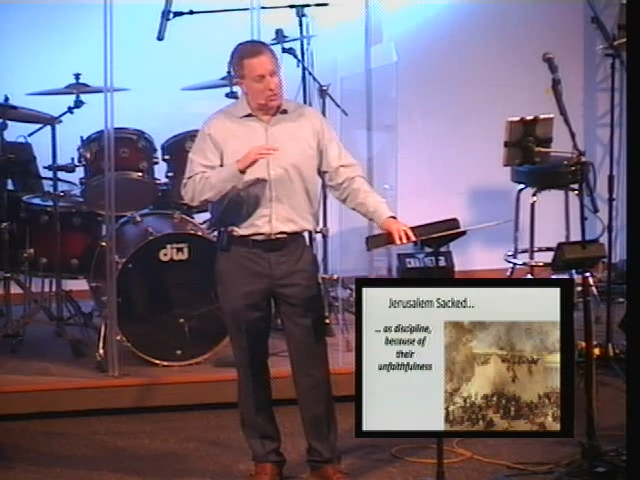 dw
Jerusalem Sacked...
... as discipline,
because of
their
unfaithfulness